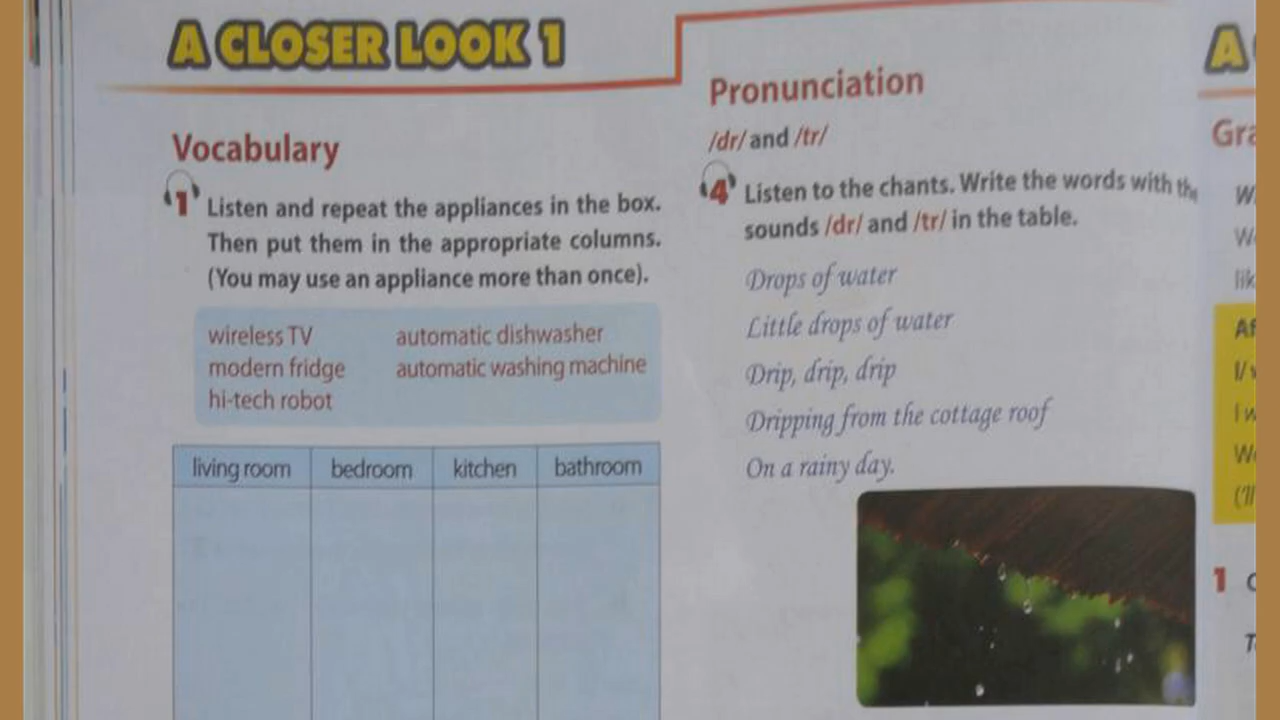 A CLOSER LOOK 1
Vocabulary
1 Listen and repeat the appliances in the box.
Then put them in the appropriate columns.
(You may use an appliance more than once).
wireless TV automatic dishwasher
modern fridge automatic washing machine
hi-tech robot
living room bedroom kitchen bathroom
Pronunciation
/dr/ and /tr/
4 Listen to the chants. Write the words with the
sounds /dr/ and /tr/ in the table.
Drops of water
Little drops of water
Drip, drip, drip
Dripping from the cottage roof
On a rainy day.
A
1